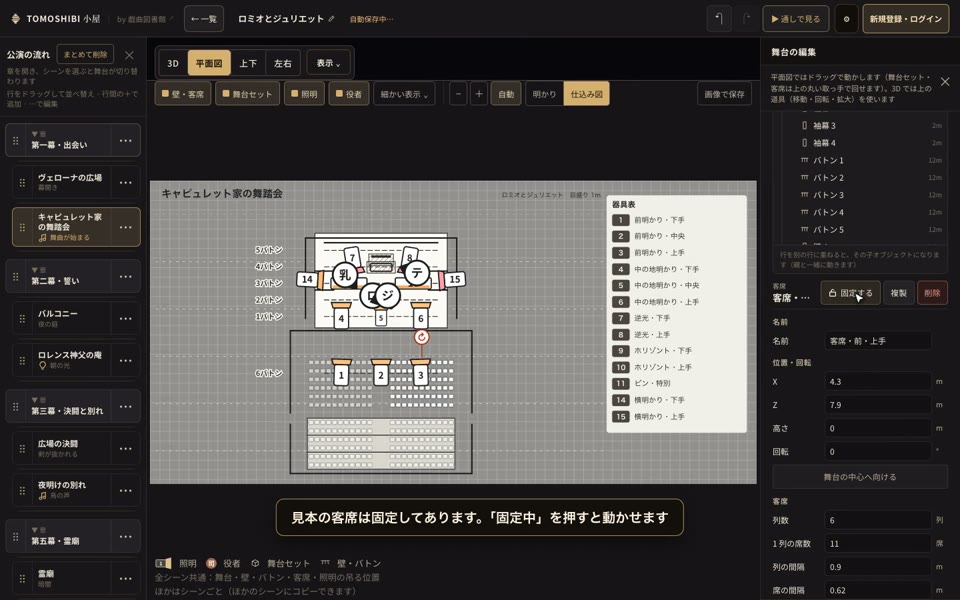 TOMOSHIBI 小屋
by 戯曲図書館
← 一覧
ロミオとジュリエット
自動保存中…
▶ 通しで見る
新規登録・ログイン
公演の流れ
まとめて削除
章を開き、シーンを選ぶと舞台が切り替わります
行をドラッグして並べ替え・行間の＋で追加・…で編集
▼ 章
第一幕・出会い
ヴェローナの広場
幕開き
キャピュレット家の舞踏会
舞曲が始まる
▼ 章
第二幕・誓い
バルコニー
夜の庭
ロレンス神父の庵
朝の光
▼ 章
第三幕・決闘と別れ
広場の決闘
剣が抜かれる
夜明けの別れ
鳥の声
▼ 章
第五幕・霊廟
霊廟
暗闇
3D
平面図
上下
左右
表示
壁・客席
舞台セット
照明
役者
細かい表示
−
＋
自動
明かり
仕込み図
画像で保存
キャピュレット家の舞踏会
ロミオとジュリエット 目盛り 1m
5バトン
4バトン
3バトン
2バトン
1バトン
6バトン
7
8
14
乳
テ
15
ロ
ジ
4
5
6
1
2
3
器具表
1 前明かり・下手
2 前明かり・中央
3 前明かり・上手
4 中の地明かり・下手
5 中の地明かり・中央
6 中の地明かり・上手
7 逆光・下手
8 逆光・上手
9 ホリゾント・下手
10 ホリゾント・上手
11 ピン・特別
14 横明かり・下手
15 横明かり・上手
見本の客席は固定してあります。「固定中」を押すと動かせます
照明
役者
舞台セット
壁・バトン
全シーン共通：舞台・壁・バトン・客席・照明の吊る位置
ほかはシーンごと（ほかのシーンにコピーできます）
舞台の編集
平面図ではドラッグで動かします（舞台セット・客席は上の丸い取っ手で回せます）。3D では上の道具（移動・回転・拡大）を使います
袖幕 3 2m
袖幕 4 2m
バトン 1 12m
バトン 2 12m
バトン 3 12m
バトン 4 12m
バトン 5 12m
行を別の行に重ねると、その子オブジェクトになります（親と一緒に動きます）
客席
客席・…
固定する
複製
削除
名前
名前 客席・前・上手
位置・回転
X 4.3 m
Z 7.9 m
高さ 0 m
回転 0 °
舞台の中心へ向ける
客席
列数 6 列
1 列の席数 11 席
列の間隔 0.9 m
席の間隔 0.62 m